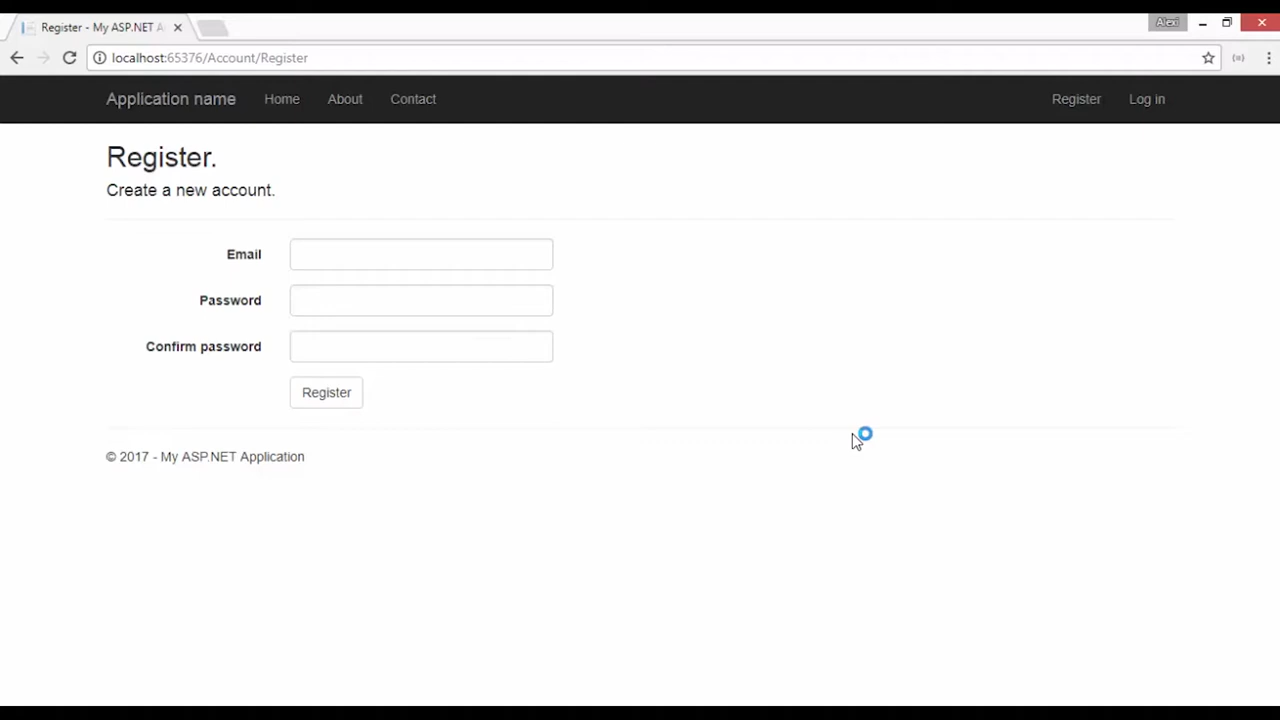 Register - My ASP.NET A
Alexi
localhost:65376/Account/Register
Application name Home About Contact Register Log in
Register.
Create a new account.
Email
Password
Confirm password
Register
© 2017 - My ASP.NET Application